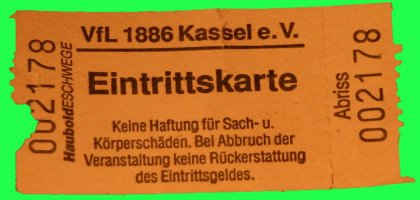 002178
HauboldESCHWEGE
VfL 1886 Kassel e. V.
Eintrittskarte
Keine Haftung für Sach- u.
Körperschäden. Bei Abbruch der
Veranstaltung keine Rückerstattung
des Eintrittsgeldes.
Abriss
002178